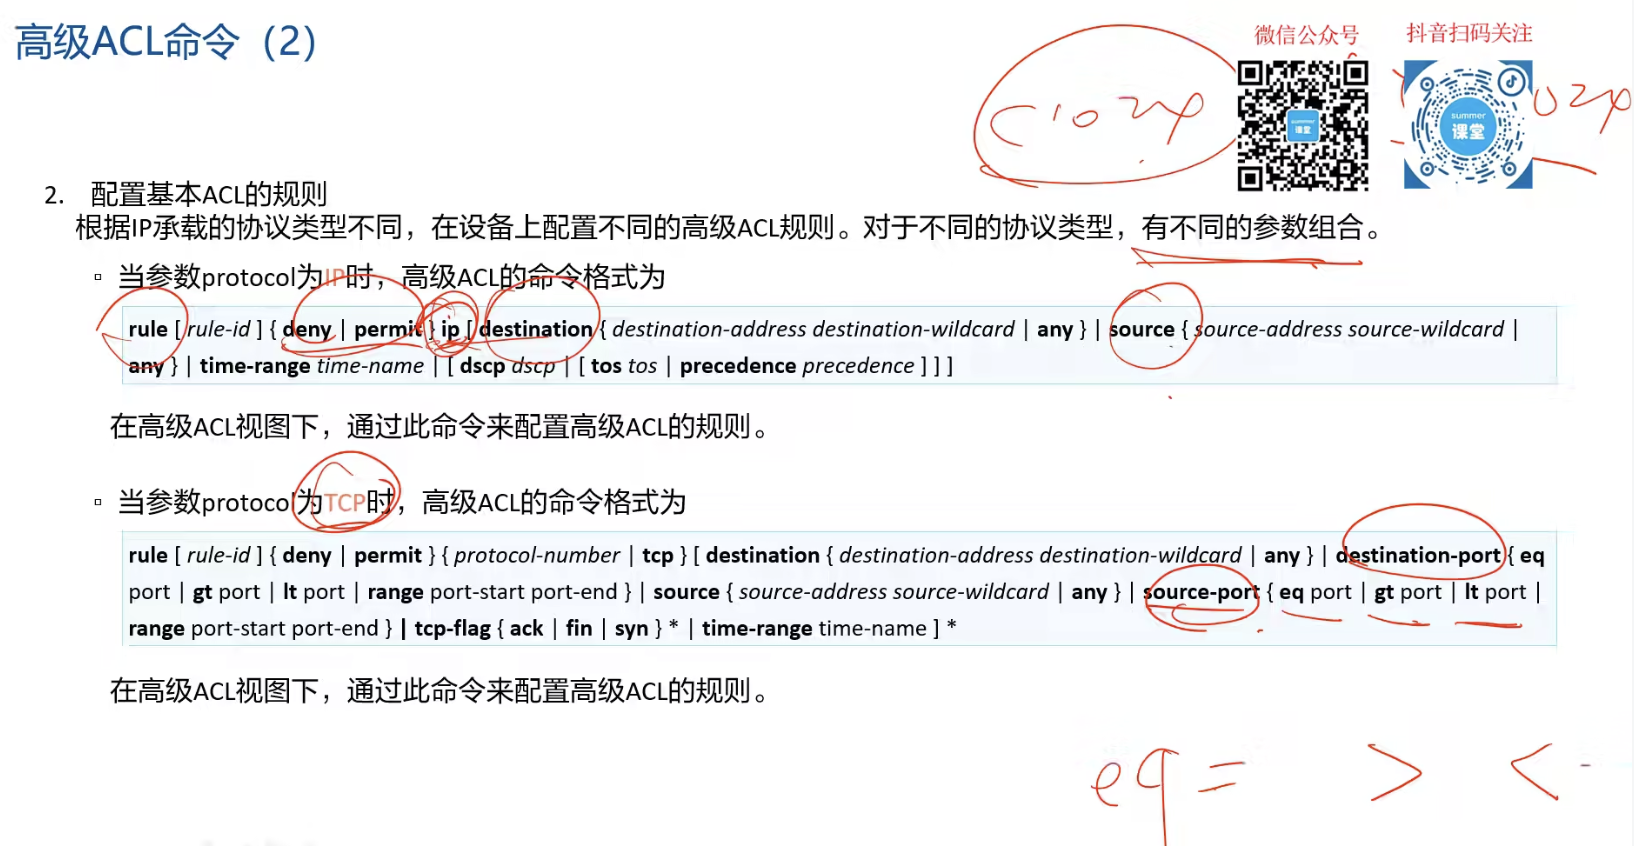 高级ACL命令（2）
微信公众号
抖音扫码关注
summer
课堂
summer
课堂
2. 配置基本ACL的规则
根据IP承载的协议类型不同，在设备上配置不同的高级ACL规则。对于不同的协议类型，有不同的参数组合。
▫ 当参数protocol为IP时，高级ACL的命令格式为
rule [ rule-id ] { deny | permit } ip [ destination { destination-address destination-wildcard | any } | source { source-address source-wildcard |
any } | time-range time-name | [ dscp dscp | [ tos tos | precedence precedence ] ] ]
在高级ACL视图下，通过此命令来配置高级ACL的规则。
▫ 当参数protocol为TCP时，高级ACL的命令格式为
rule [ rule-id ] { deny | permit } { protocol-number | tcp } [ destination { destination-address destination-wildcard | any } | destination-port { eq
port | gt port | lt port | range port-start port-end } | source { source-address source-wildcard | any } | source-port { eq port | gt port | lt port |
range port-start port-end } | tcp-flag { ack | fin | syn } * | time-range time-name ] *
在高级ACL视图下，通过此命令来配置高级ACL的规则。
eq = > <